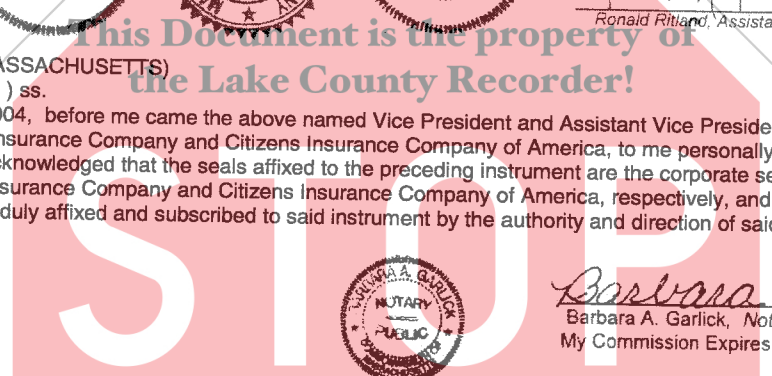 Ronald Ritland, Assista
This Document is the property of
the Lake County Recorder!
ASSACHUSETTS)
) ss.
004, before me came the above named Vice President and Assistant Vice Preside
nsurance Company and Citizens Insurance Company of America, to me personally
cknowledged that the seals affixed to the preceding instrument are the corporate se
surance Company and Citizens Insurance Company of America, respectively, and
duly affixed and subscribed to said instrument by the authority and direction of said
STOP
BARBARA A. GARLICK
NOTARY
PUBLIC
MASSACHUSETTS
Barbara
Barbara A. Garlick, Not
My Commission Expires